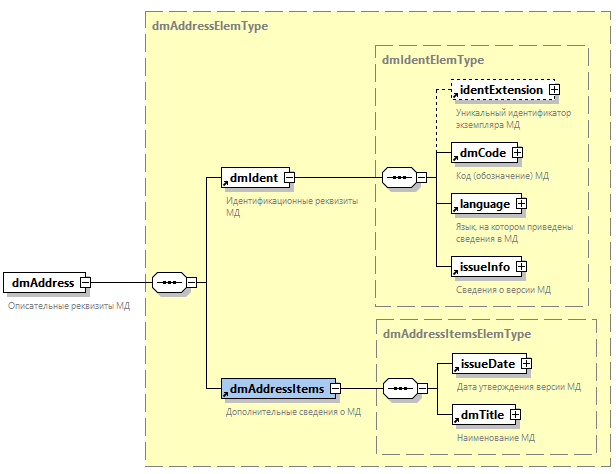 dmAddressElemType
dmIdentElemType
identExtension
Уникальный идентификатор
экземпляра МД
dmCode
Код (обозначение) МД
dmIdent
Идентификационные реквизиты
МД
language
Язык, на котором приведены
сведения в МД
issueInfo
Сведения о версии МД
dmAddress
Описательные реквизиты МД
dmAddressItemsElemType
issueDate
Дата утверждения версии МД
dmAddressItems
Дополнительные сведения о МД
dmTitle
Наименование МД